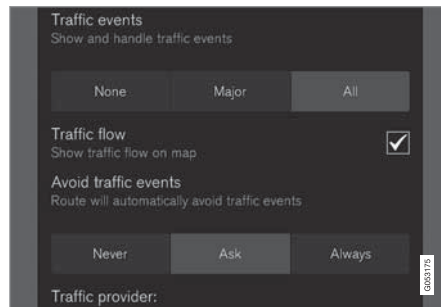 Traffic events
Show and handle traffic events
None Major All
Traffic flow
Show traffic flow on map
Avoid traffic events
Route will automatically avoid traffic events
Never Ask Always
Traffic provider:
G053175